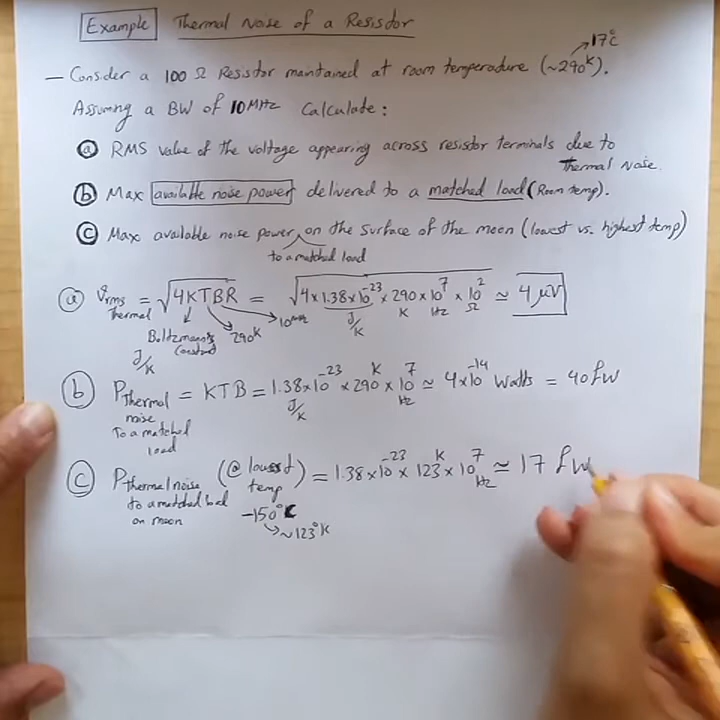 Example Thermal Noise of a Resistor
17°C
— Consider a 100 Ω Resistor maintained at room temperature (~290K).
Assuming a BW of 10MHz Calculate:
ⓐ RMS value of the voltage appearing across resistor terminals due to
Thermal Noise.
ⓑ Max available noise power delivered to a matched load (Room temp).
ⓒ Max available noise power on the surface of the moon (lowest vs. highest temp)
to a matched load
ⓐ Vrms = √4KTBR = √4×1.38×10^-23 × 290×10^7 × 10^2 ≃ 4 μV
Thermal J/K K Hz Ω
Boltzmann's 290K 10MHz
Constant
J/K
ⓑ PThermal = KTB = 1.38×10^-23 × 290 × 10^7 ≃ 4×10^-14 Watts = 40fW
noise J/K K Hz
To a matched
load
ⓒ PThermal noise (@ lowest = 1.38×10^-23 × 123 × 10^7 ≃ 17 fW
to a matched load temp) K Hz
on moon -150°C
~123°K